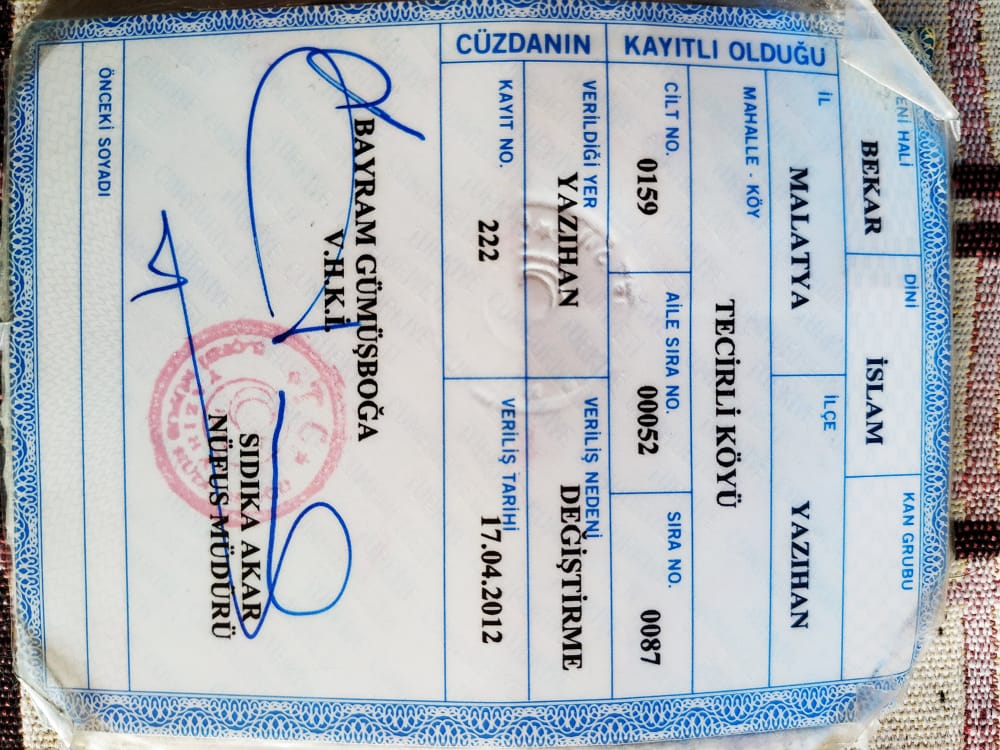 MEDENİ HALİ DİNİ KAN GRUBU
BEKAR İSLAM
KAYITLI OLDUĞU
İL İLÇE
MALATYA YAZIHAN
MAHALLE - KÖY
TECİRLİ KÖYÜ
CİLT NO. AİLE SIRA NO. SIRA NO.
0159 00052 0087
CÜZDANIN
VERİLDİĞİ YER VERİLİŞ NEDENİ
YAZIHAN DEĞİŞTİRME
KAYIT NO. VERİLİŞ TARİHİ
222 17.04.2012
BAYRAM GÜMÜŞBOĞA
V.H.K.İ
SIDIKA AKAR
NÜFUS MÜDÜRÜ
ÖNCEKİ SOYADI